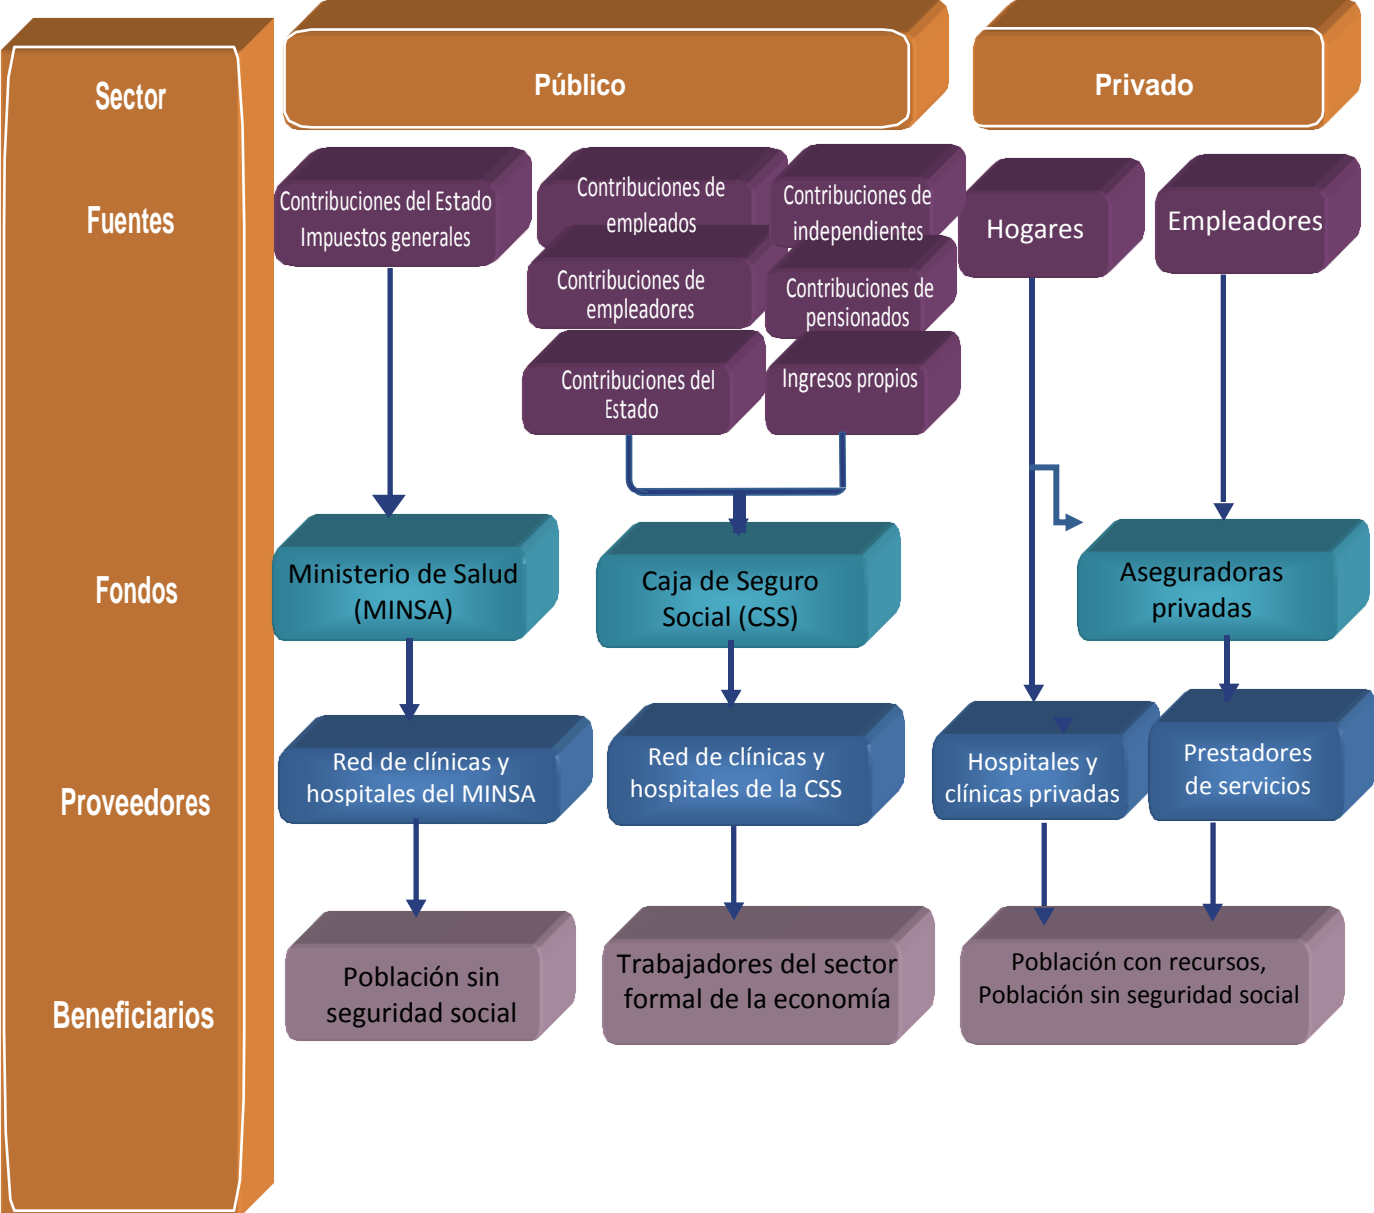 Sector
Público
Privado
Fuentes
Contribuciones del Estado
Impuestos generales
Contribuciones de
empleados
Contribuciones de
independientes
Contribuciones de
empleadores
Contribuciones de
pensionados
Contribuciones del
Estado
Ingresos propios
Hogares
Empleadores
Fondos
Ministerio de Salud
(MINSA)
Caja de Seguro
Social (CSS)
Aseguradoras
privadas
Proveedores
Red de clínicas y
hospitales del MINSA
Red de clínicas y
hospitales de la CSS
Hospitales y
clínicas privadas
Prestadores
de servicios
Beneficiarios
Población sin
seguridad social
Trabajadores del sector
formal de la economía
Población con recursos,
Población sin seguridad social